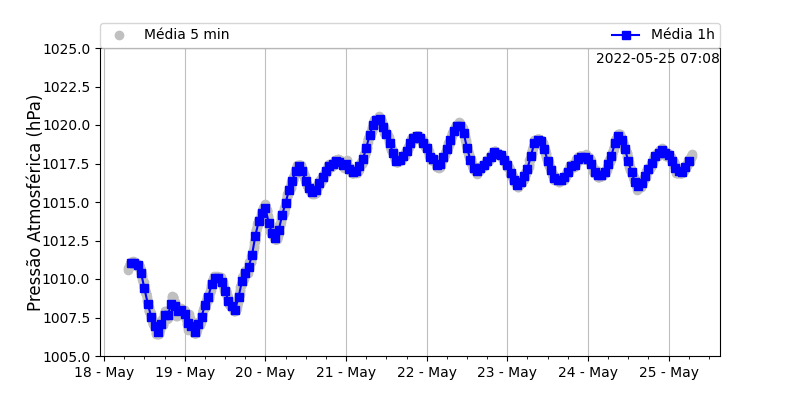 Média 5 min
Média 1h
2022-05-25 07:08
Pressão Atmosférica (hPa)
1025.0
1022.5
1020.0
1017.5
1015.0
1012.5
1010.0
1007.5
1005.0
18 - May
19 - May
20 - May
21 - May
22 - May
23 - May
24 - May
25 - May